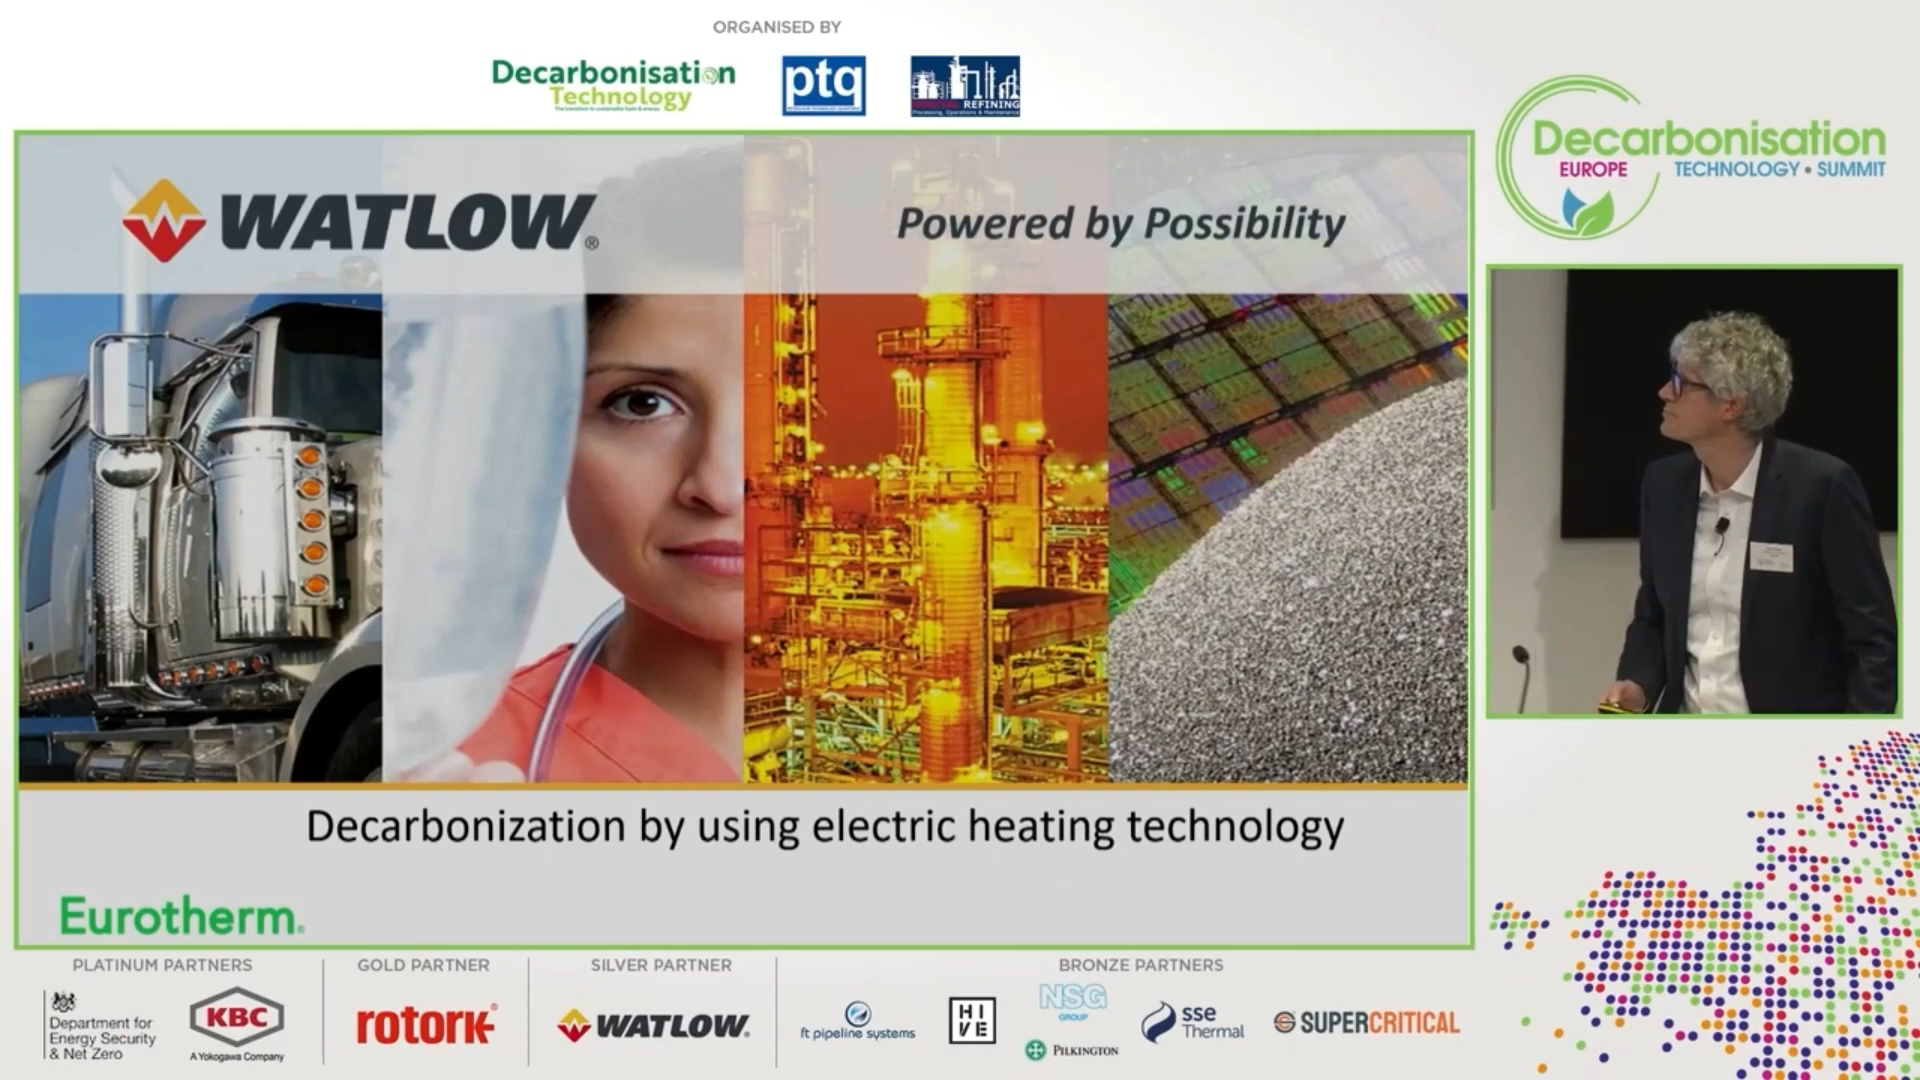 ORGANISED BY
Decarbonisation
Technology
ptq
REFINING
Decarbonisation
EUROPE
TECHNOLOGY • SUMMIT
WATLOW®
Powered by Possibility
Decarbonization by using electric heating technology
Eurotherm
PLATINUM PARTNERS
GOLD PARTNER
SILVER PARTNER
BRONZE PARTNERS
Department for
Energy Security
& Net Zero
KBC
A Yokogawa Company
rotork®
WATLOW
ft pipeline systems
HI
VE
NSG
GROUP
PILKINGTON
sse
Thermal
SUPERCRITICAL